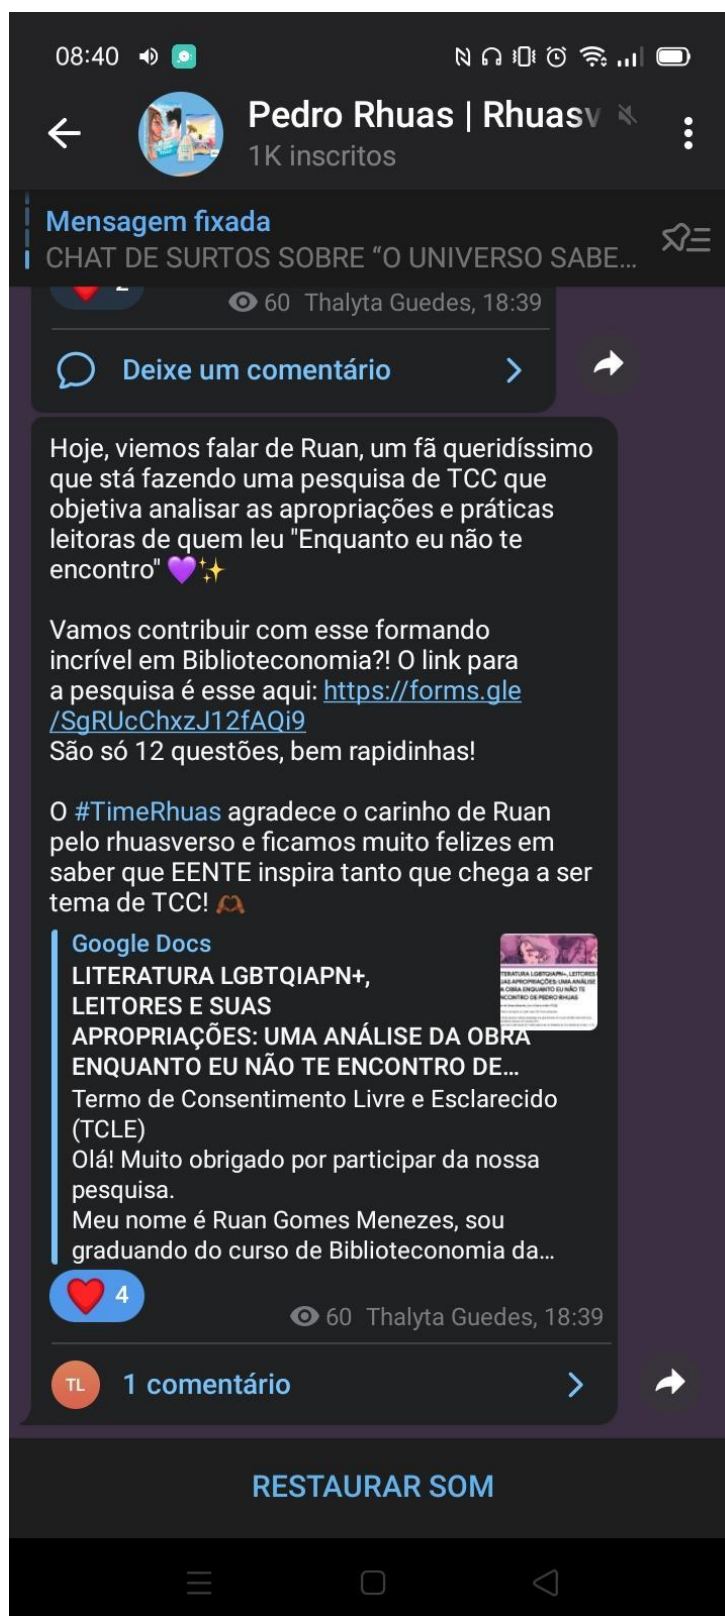 08:40
Pedro Rhuas | Rhuasv
1K inscritos
Mensagem fixada
CHAT DE SURTOS SOBRE “O UNIVERSO SABE...
2
60 Thalyta Guedes, 18:39
Deixe um comentário
Hoje, viemos falar de Ruan, um fã queridíssimo
que stá fazendo uma pesquisa de TCC que
objetiva analisar as apropriações e práticas
leitoras de quem leu "Enquanto eu não te
encontro" 💜✨
Vamos contribuir com esse formando
incrível em Biblioteconomia?! O link para
a pesquisa é esse aqui: https://forms.gle
/SgRUcChxzJ12fAQi9
São só 12 questões, bem rapidinhas!
O #TimeRhuas agradece o carinho de Ruan
pelo rhuasverso e ficamos muito felizes em
saber que EENTE inspira tanto que chega a ser
tema de TCC! 🫶🏾
Google Docs
LITERATURA LGBTQIAPN+,
LEITORES E SUAS
APROPRIAÇÕES: UMA ANÁLISE DA OBRA
ENQUANTO EU NÃO TE ENCONTRO DE...
Termo de Consentimento Livre e Esclarecido
(TCLE)
Olá! Muito obrigado por participar da nossa
pesquisa.
Meu nome é Ruan Gomes Menezes, sou
graduando do curso de Biblioteconomia da...
❤️ 4
60 Thalyta Guedes, 18:39
TL 1 comentário
RESTAURAR SOM